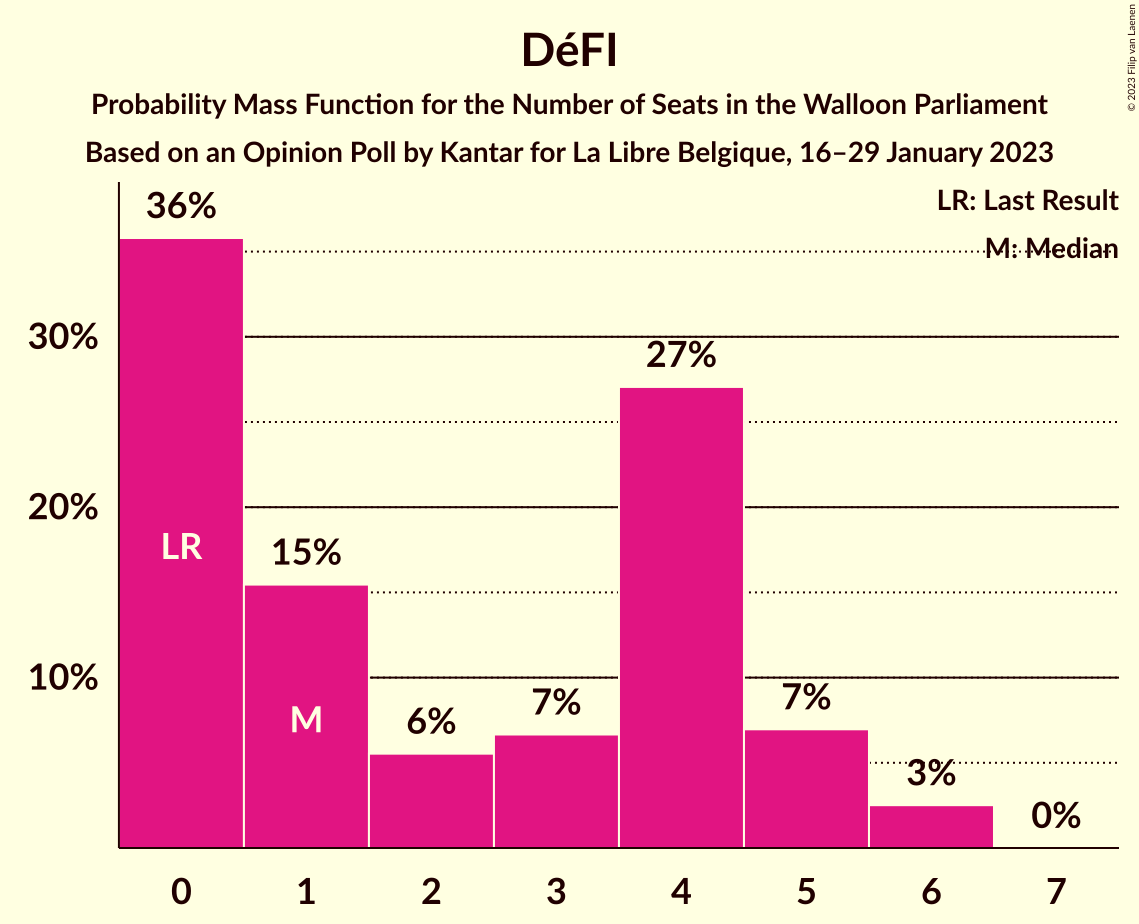 DéFI
Probability Mass Function for the Number of Seats in the Walloon Parliament
Based on an Opinion Poll by Kantar for La Libre Belgique, 16–29 January 2023
© 2023 Filip van Laenen
LR: Last Result
M: Median
36%
30%
27%
20%
LR
15%
10%
M
6%
7%
7%
3%
0%
0 1 2 3 4 5 6 7